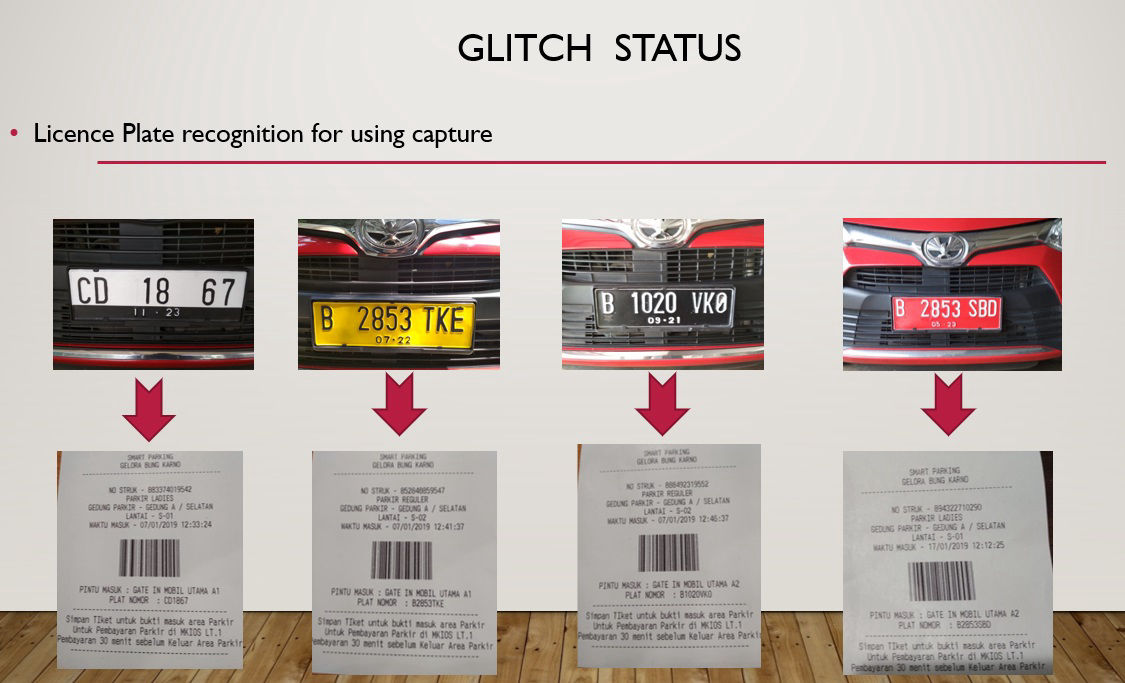 GLITCH STATUS
• Licence Plate recognition for using capture
CD 18 67
11 · 23
B 2853 TKE
07·22
B 1020 VKO
09·21
B 2853 SBD
05·23
SMART PARKING
GELORA BUNG KARNO
NO STRUK - 883374019542
PARKIR LADIES
GEDUNG PARKIR - GEDUNG A / SELATAN
LANTAI - S-01
WAKTU MASUK - 07/01/2019 12:33:24
PINTU MASUK : GATE IN MOBIL UTAMA A1
PLAT NOMOR : CD1867
Simpan TIket untuk bukti masuk area Parkir
Untuk Pembayaran Parkir di MKIOS LT.1
Pembayaran 30 menit sebelum Keluar Area Parkir
SMART PARKING
GELORA BUNG KARNO
NO STRUK - 852648859547
PARKIR REGULER
GEDUNG PARKIR - GEDUNG A / SELATAN
LANTAI - S-02
WAKTU MASUK - 07/01/2019 12:41:37
PINTU MASUK : GATE IN MOBIL UTAMA A1
PLAT NOMOR : B2853TKE
Simpan TIket untuk bukti masuk area Parkir
Untuk Pembayaran Parkir di MKIOS LT.1
Pembayaran 30 menit sebelum Keluar Area Parkir
SMART PARKING
GELORA BUNG KARNO
NO STRUK - 888492319552
PARKIR REGULER
GEDUNG PARKIR - GEDUNG A / SELATAN
LANTAI - S-02
WAKTU MASUK - 07/01/2019 12:46:37
PINTU MASUK : GATE IN MOBIL UTAMA A2
PLAT NOMOR : B1020VKO
Simpan TIket untuk bukti masuk area Parkir
Untuk Pembayaran Parkir di MKIOS LT.1
Pembayaran 30 menit sebelum Keluar Area Parkir
SMART PARKING
GELORA BUNG KARNO
NO STRUK - 894322710290
PARKIR LADIES
GEDUNG PARKIR - GEDUNG A / SELATAN
LANTAI - S-01
WAKTU MASUK - 17/01/2019 12:12:25
PINTU MASUK : GATE IN MOBIL UTAMA A2
PLAT NOMOR : B2853SBD
Simpan TIket untuk bukti masuk area Parkir
Untuk Pembayaran Parkir di MKIOS LT.1
Pembayaran 30 menit sebelum Keluar Area Parkir